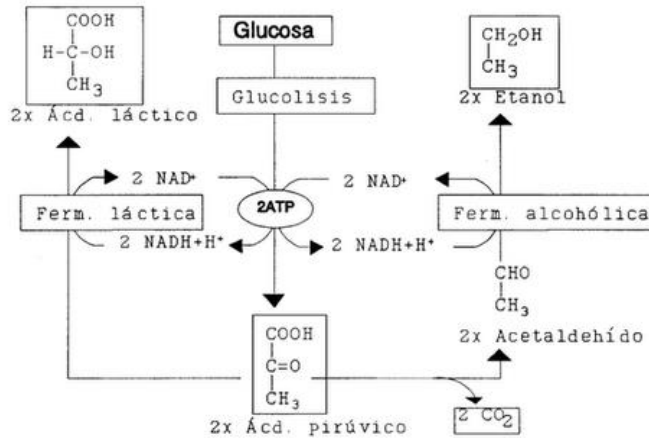 COOH
H-C-OH
CH3
2x Ácd. láctico
Glucosa
Glucolisis
CH2OH
CH3
2x Etanol
2 NAD+
2 NAD+
Ferm. láctica
2ATP
Ferm. alcohólica
2 NADH+H+
2 NADH+H+
CHO
CH3
2x Acetaldehído
COOH
C=O
CH3
2x Ácd. pirúvico
2 CO2